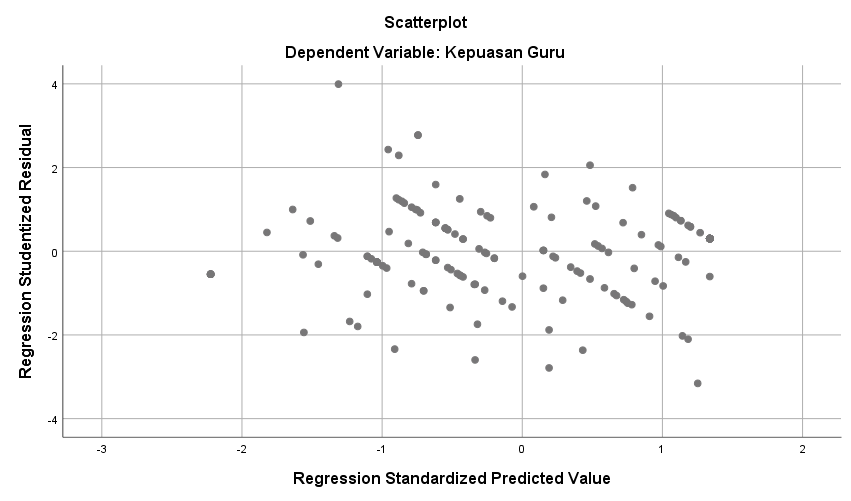 Scatterplot
Dependent Variable: Kepuasan Guru
Regression Studentized Residual
4
2
0
-2
-4
-3
-2
-1
0
1
2
Regression Standardized Predicted Value